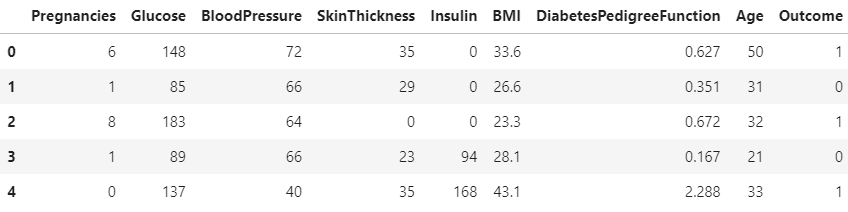 Pregnancies Glucose BloodPressure SkinThickness Insulin BMI DiabetesPedigreeFunction Age Outcome
0 6 148 72 35 0 33.6 0.627 50 1
1 1 85 66 29 0 26.6 0.351 31 0
2 8 183 64 0 0 23.3 0.672 32 1
3 1 89 66 23 94 28.1 0.167 21 0
4 0 137 40 35 168 43.1 2.288 33 1